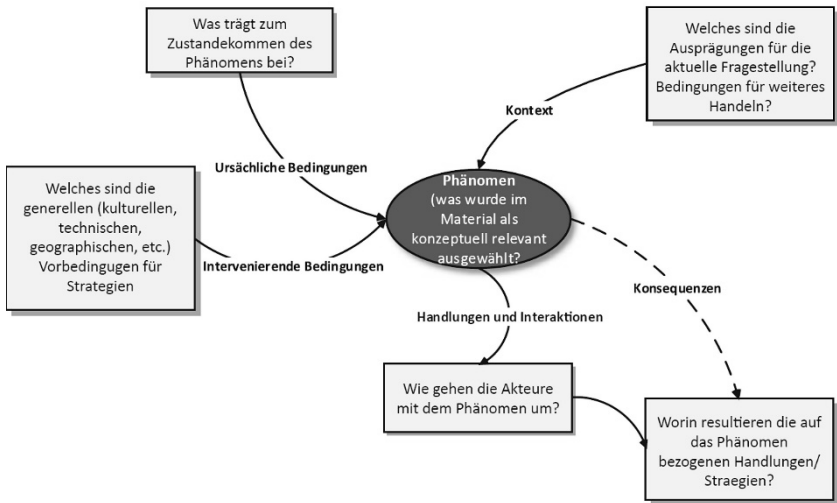 Was trägt zum
Zustandekommen des
Phänomens bei?
Welches sind die
Ausprägungen für die
aktuelle Fragestellung?
Bedingungen für weiteres
Handeln?
Kontext
Ursächliche Bedingungen
Welches sind die
generellen (kulturellen,
technischen,
geographischen, etc.)
Vorbedingugen für
Strategien
Intervenierende Bedingungen
Phänomen
(was wurde im
Material als
konzeptuell relevant
ausgewählt?
Konsequenzen
Handlungen und Interaktionen
Wie gehen die Akteure
mit dem Phänomen um?
Worin resultieren die auf
das Phänomen
bezogenen Handlungen/
Straegien?